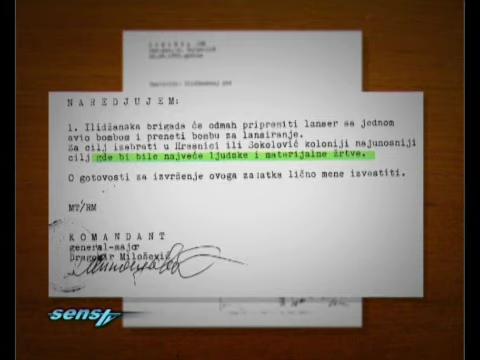 NAREDJUJEM:
1. Ilidžanska brigada će odmah pripremiti lanser sa jednom
avio bombom i preneti bombu za lansiranje.
Za cilj izabrati u Hrasnici ili Sokolović koloniji najunosniji
cilj gde bi bilo najveće ljudske i materijalne žrtve.
O gotovosti za izvršenje ovoga zadatka lično mene izvestiti.
MT/RM
KOMANDANT
general-major
Dragomir Milošević
sense tv